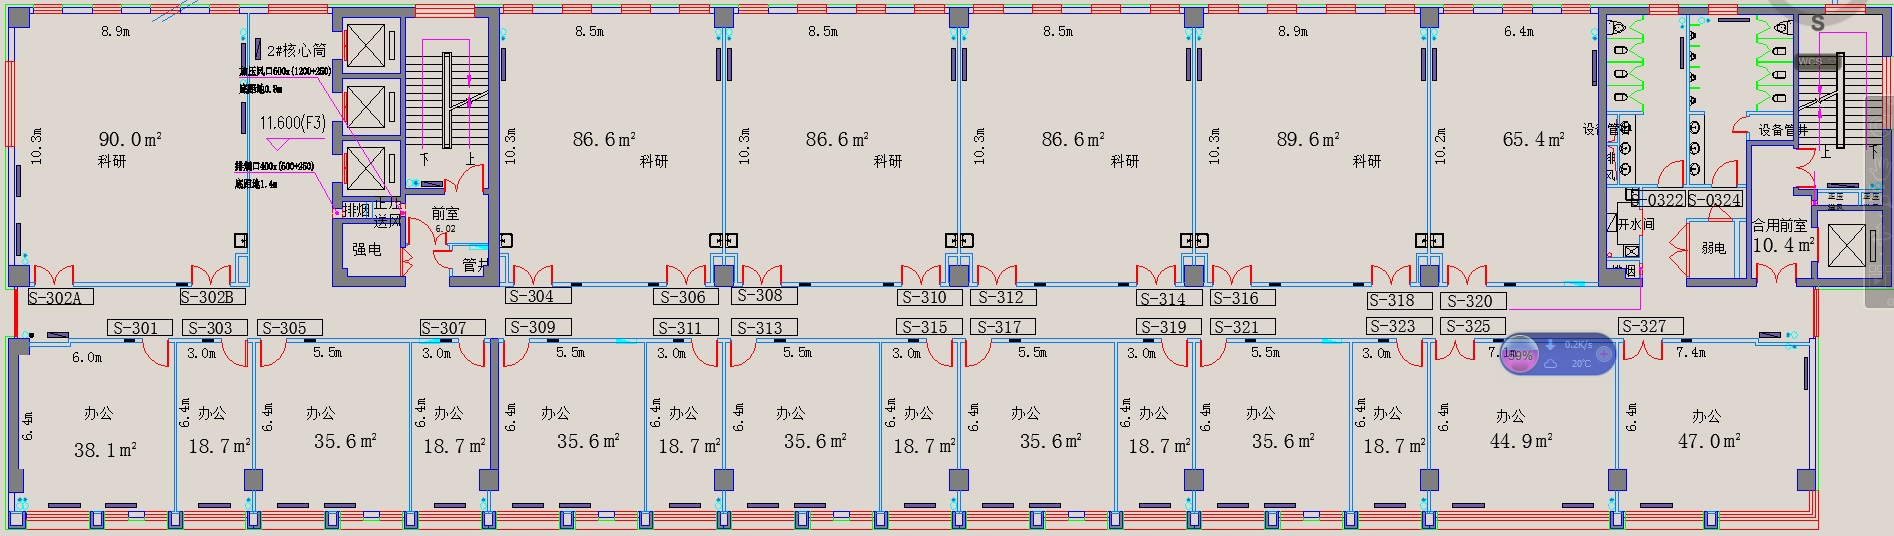 8.9m
8.5m
8.5m
8.5m
8.9m
6.4m
S
WCS
2#核心筒
加压风口600x(1200+250)
底距地0.3m
11.600(F3)
排烟口400x(500+250)
底距地1.4m
10.3m
90.0m²
科研
10.3m
86.6m²
科研
10.3m
86.6m²
科研
10.3m
86.6m²
科研
10.3m
89.6m²
科研
10.2m
65.4m²
下
上
排烟
正压
送风
前室
6.02
强电
管井
设备管井
排风
设备管井
上
下
S-0322
S-0324
开水间
弱电
排烟
合用前室
10.4m²
S-302A
S-302B
S-304
S-306
S-308
S-310
S-312
S-314
S-316
S-318
S-320
S-301
S-303
S-305
S-307
S-309
S-311
S-313
S-315
S-317
S-319
S-321
S-323
S-325
S-327
6.0m
3.0m
5.5m
3.0m
5.5m
3.0m
5.5m
3.0m
5.5m
3.0m
5.5m
3.0m
7.1m
7.4m
39%
0.2K/s
20℃
6.4m
办公
38.1m²
6.4m
办公
18.7m²
6.4m
办公
35.6m²
6.4m
办公
18.7m²
6.4m
办公
35.6m²
6.4m
办公
18.7m²
6.4m
办公
35.6m²
6.4m
办公
18.7m²
6.4m
办公
35.6m²
6.4m
办公
18.7m²
6.4m
办公
35.6m²
6.4m
办公
18.7m²
6.4m
办公
44.9m²
6.4m
办公
47.0m²